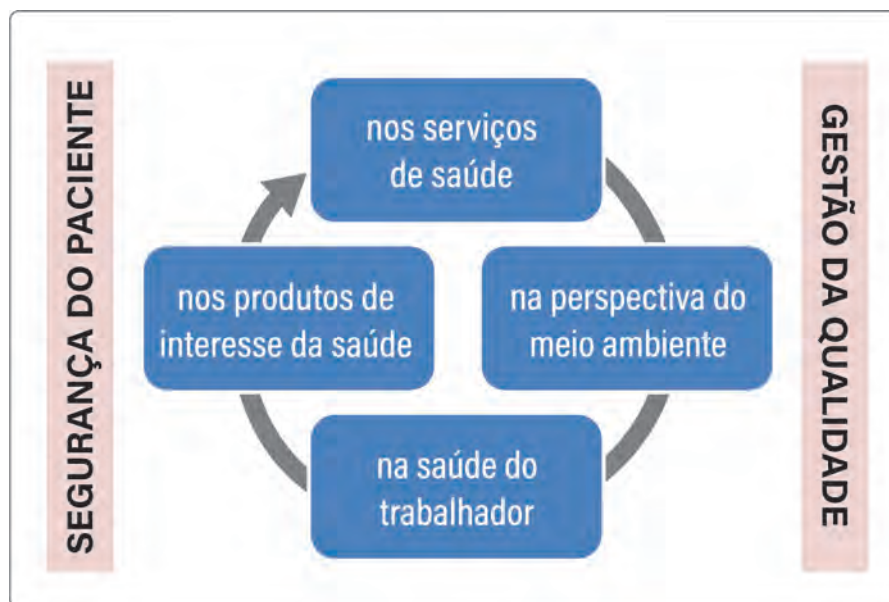 SEGURANÇA DO PACIENTE
nos serviços
de saúde
nos produtos de
interesse da saúde
na perspectiva do
meio ambiente
na saúde do
trabalhador
GESTÃO DA QUALIDADE